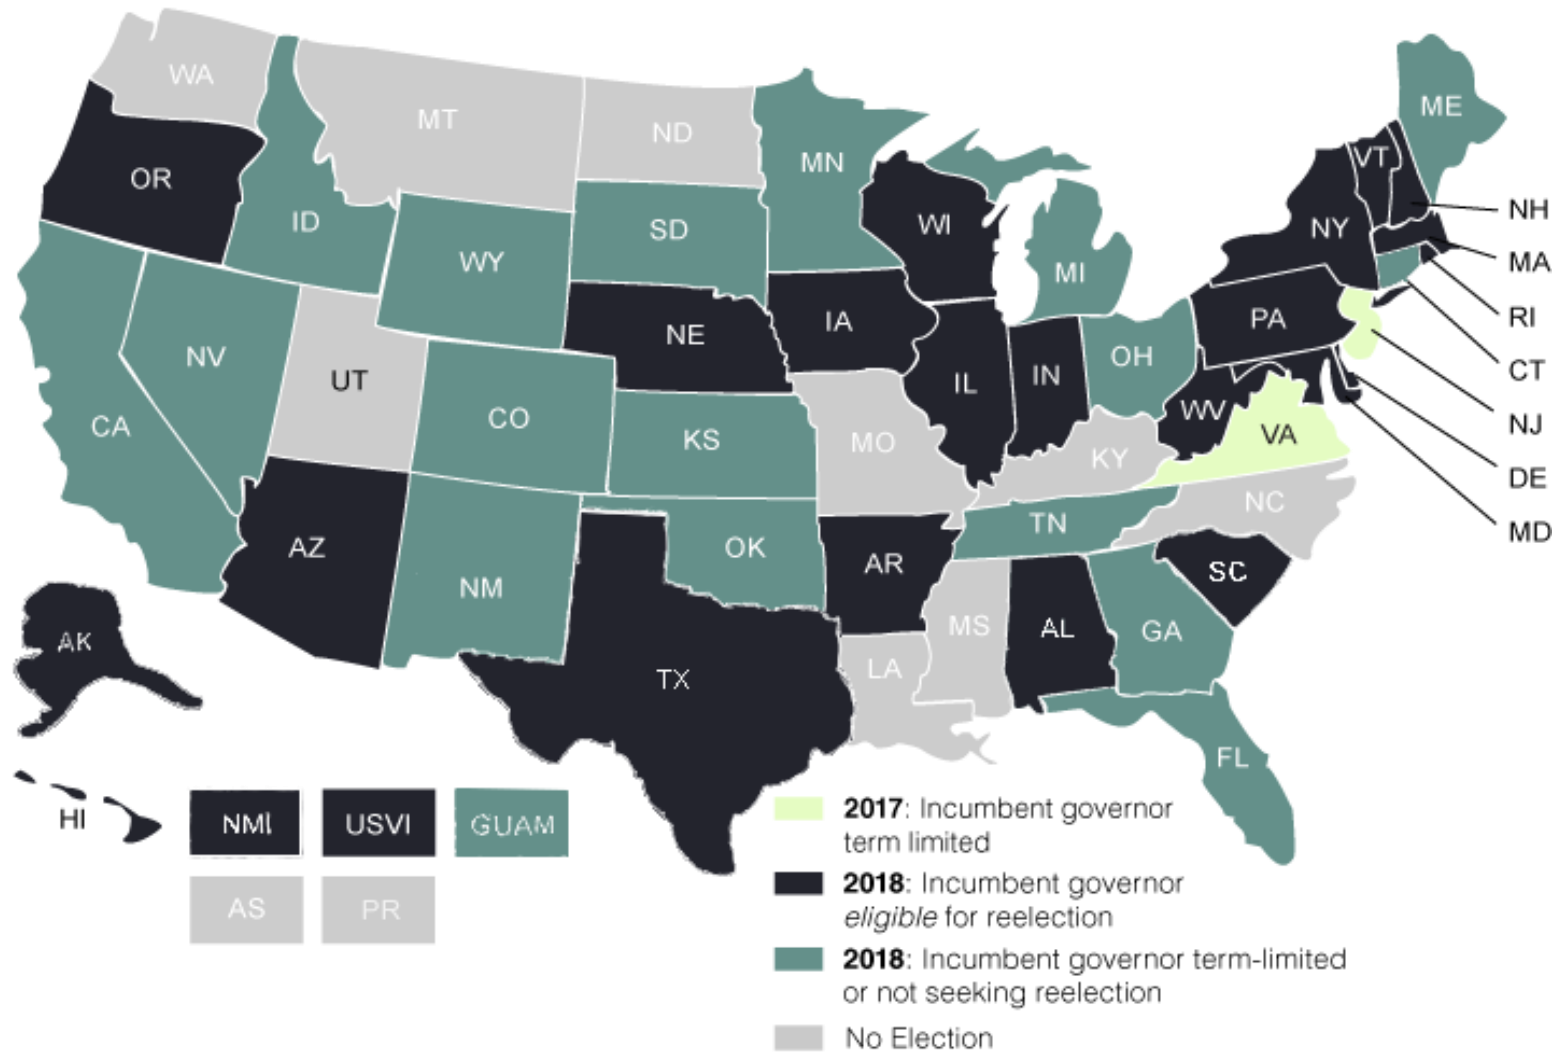 WA
MT
ND
MN
ME
OR
ID
WY
SD
WI
MI
NY
VT
NH
MA
RI
CT
NJ
DE
MD
NV
UT
CA
CO
NE
IA
IL
IN
OH
PA
WV
VA
KS
MO
KY
NC
TN
AZ
NM
OK
AR
SC
MS
AL
GA
TX
LA
FL
AK
HI
NMI
USVI
GUAM
AS
PR
2017: Incumbent governor
term limited
2018: Incumbent governor
eligible for reelection
2018: Incumbent governor term-limited
or not seeking reelection
No Election